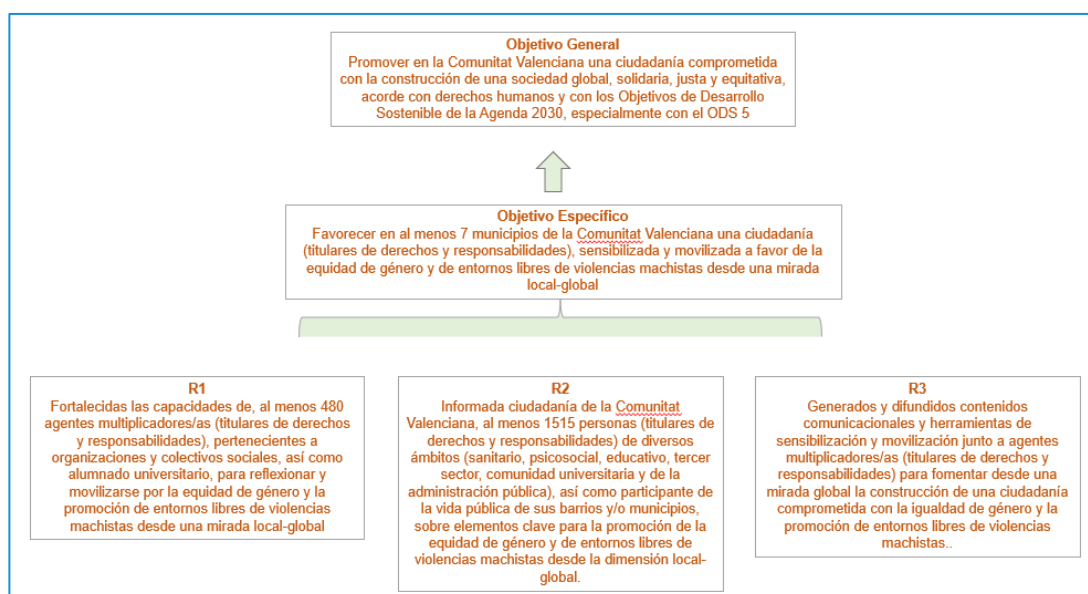 Objetivo General
Promover en la Comunitat Valenciana una ciudadanía comprometida
con la construcción de una sociedad global, solidaria, justa y equitativa,
acorde con derechos humanos y con los Objetivos de Desarrollo
Sostenible de la Agenda 2030, especialmente con el ODS 5
Objetivo Específico
Favorecer en al menos 7 municipios de la Comunitat Valenciana una ciudadanía
(titulares de derechos y responsabilidades), sensibilizada y movilizada a favor de la
equidad de género y de entornos libres de violencias machistas desde una mirada
local-global
R1
Fortalecidas las capacidades de, al menos 480
agentes multiplicadores/as (titulares de derechos
y responsabilidades), pertenecientes a
organizaciones y colectivos sociales, así como
alumnado universitario, para reflexionar y
movilizarse por la equidad de género y la
promoción de entornos libres de violencias
machistas desde una mirada local-global
R2
Informada ciudadanía de la Comunitat
Valenciana, al menos 1515 personas (titulares de
derechos y responsabilidades) de diversos
ámbitos (sanitario, psicosocial, educativo, tercer
sector, comunidad universitaria y de la
administración pública), así como participante de
la vida pública de sus barrios y/o municipios,
sobre elementos clave para la promoción de la
equidad de género y de entornos libres de
violencias machistas desde la dimensión local-
global.
R3
Generados y difundidos contenidos
comunicacionales y herramientas de
sensibilización y movilización junto a agentes
multiplicadores/as (titulares de derechos y
responsabilidades) para fomentar desde una
mirada global la construcción de una ciudadanía
comprometida con la igualdad de género y la
promoción de entornos libres de violencias
machistas..